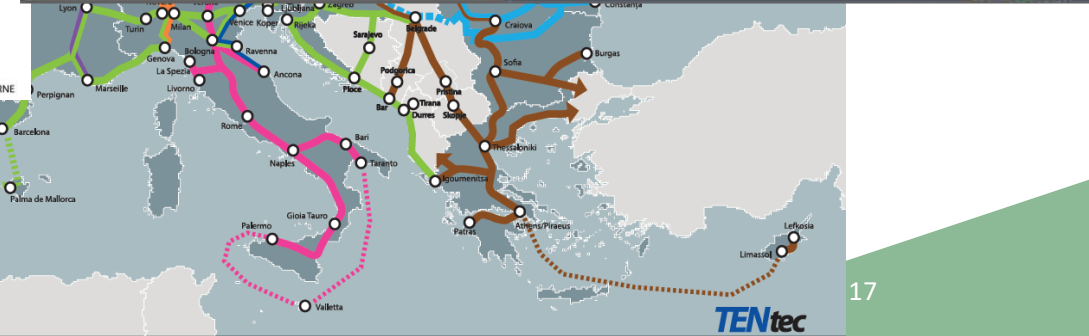 Constanța
Lyon
Zagreb
Ljubljana
Milan
Venice
Koper
Rijeka
Turin
Belgrade
Craiova
Sarajevo
Bologna
Ravenna
Genova
Burgas
La Spezia
Sofia
Podgorica
Ancona
RNE
Perpignan
Marseille
Livorno
Ploce
Pristina
Bar
Tirana
Durres
Skopje
Rome
Barcelona
Bari
Thessaloniki
Naples
Taranto
Igoumenitsa
Palma de Mallorca
Gioia Tauro
Palermo
Patras
Athens/Piraeus
Lefkosia
Limassol
17
Valletta
TENtec